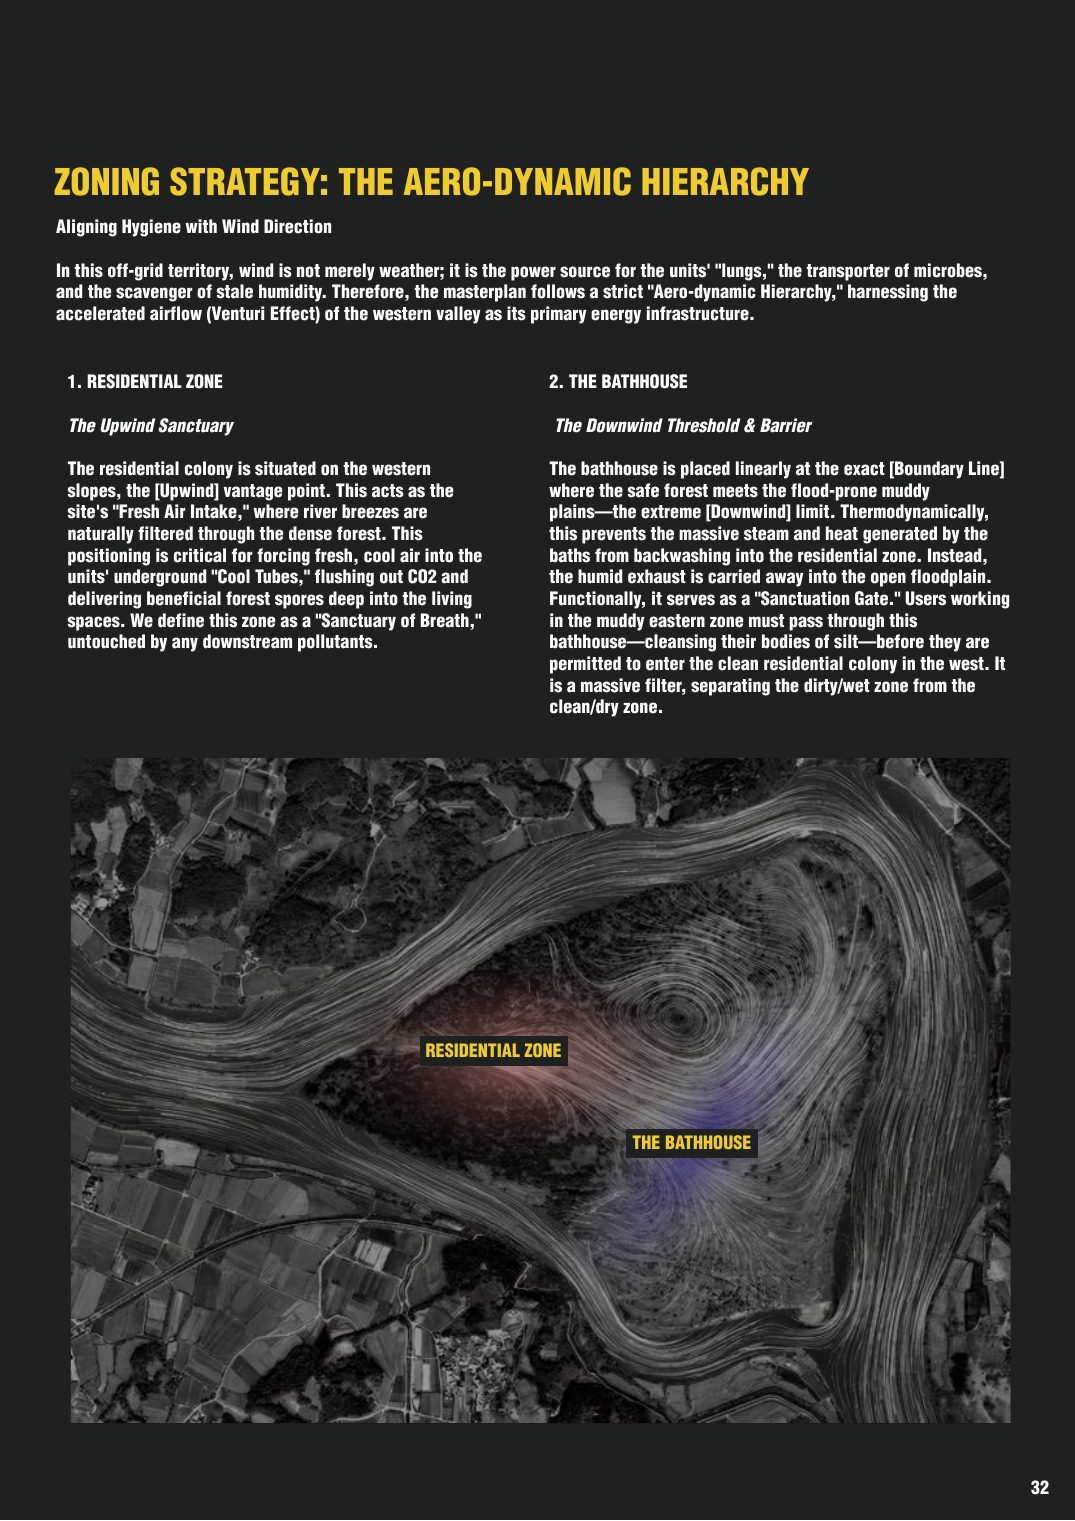 ZONING STRATEGY: THE AERO-DYNAMIC HIERARCHY
Aligning Hygiene with Wind Direction
In this off-grid territory, wind is not merely weather; it is the power source for the units' "lungs," the transporter of microbes,
and the scavenger of stale humidity. Therefore, the masterplan follows a strict "Aero-dynamic Hierarchy," harnessing the
accelerated airflow (Venturi Effect) of the western valley as its primary energy infrastructure.
1. RESIDENTIAL ZONE
The Upwind Sanctuary
The residential colony is situated on the western
slopes, the [Upwind] vantage point. This acts as the
site's "Fresh Air Intake," where river breezes are
naturally filtered through the dense forest. This
positioning is critical for forcing fresh, cool air into the
units' underground "Cool Tubes," flushing out CO2 and
delivering beneficial forest spores deep into the living
spaces. We define this zone as a "Sanctuary of Breath,"
untouched by any downstream pollutants.
2. THE BATHHOUSE
The Downwind Threshold & Barrier
The bathhouse is placed linearly at the exact [Boundary Line]
where the safe forest meets the flood-prone muddy
plains—the extreme [Downwind] limit. Thermodynamically,
this prevents the massive steam and heat generated by the
baths from backwashing into the residential zone. Instead,
the humid exhaust is carried away into the open floodplain.
Functionally, it serves as a "Sanctuation Gate." Users working
in the muddy eastern zone must pass through this
bathhouse—cleansing their bodies of silt—before they are
permitted to enter the clean residential colony in the west. It
is a massive filter, separating the dirty/wet zone from the
clean/dry zone.
RESIDENTIAL ZONE
THE BATHHOUSE
32